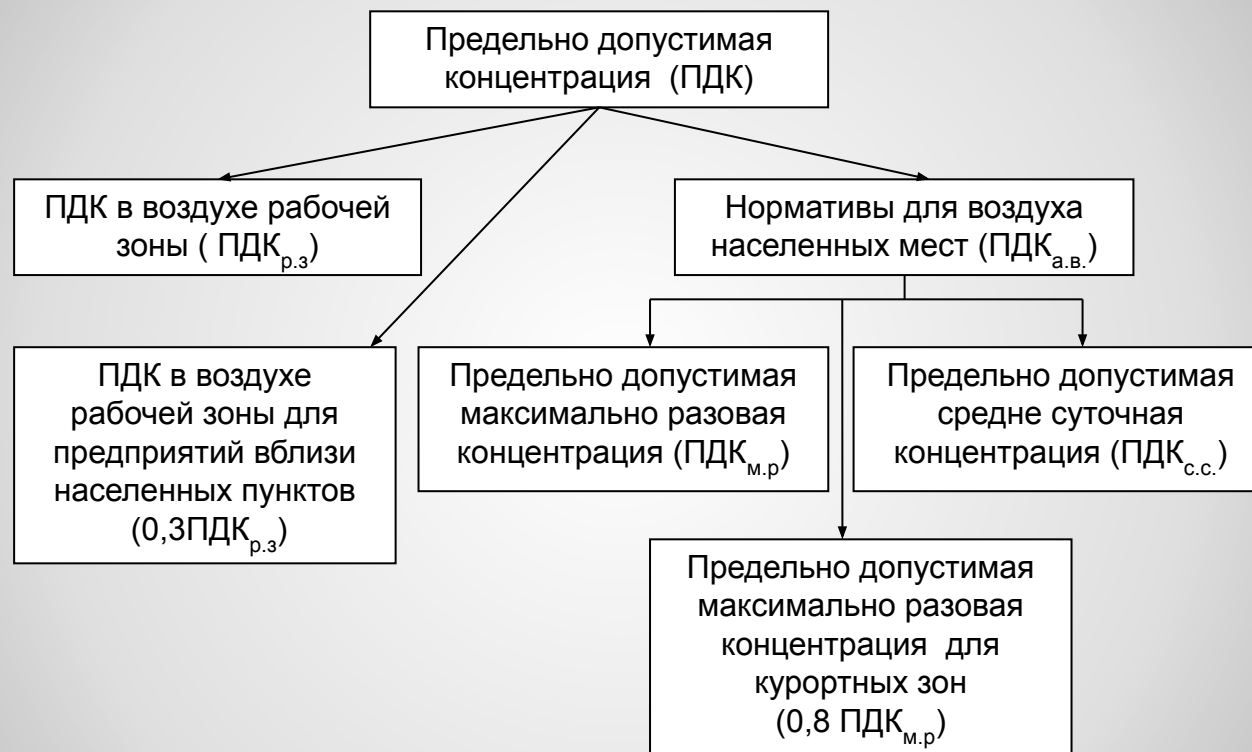 Предельно допустимая
концентрация (ПДК)
ПДК в воздухе рабочей
зоны ( ПДКр.з)
Нормативы для воздуха
населенных мест (ПДКа.в.)
ПДК в воздухе
рабочей зоны для
предприятий вблизи
населенных пунктов
(0,3ПДКр.з)
Предельно допустимая
максимально разовая
концентрация (ПДКм.р)
Предельно допустимая
средне суточная
концентрация (ПДКс.с.)
Предельно допустимая
максимально разовая
концентрация для
курортных зон
(0,8 ПДКм.р)